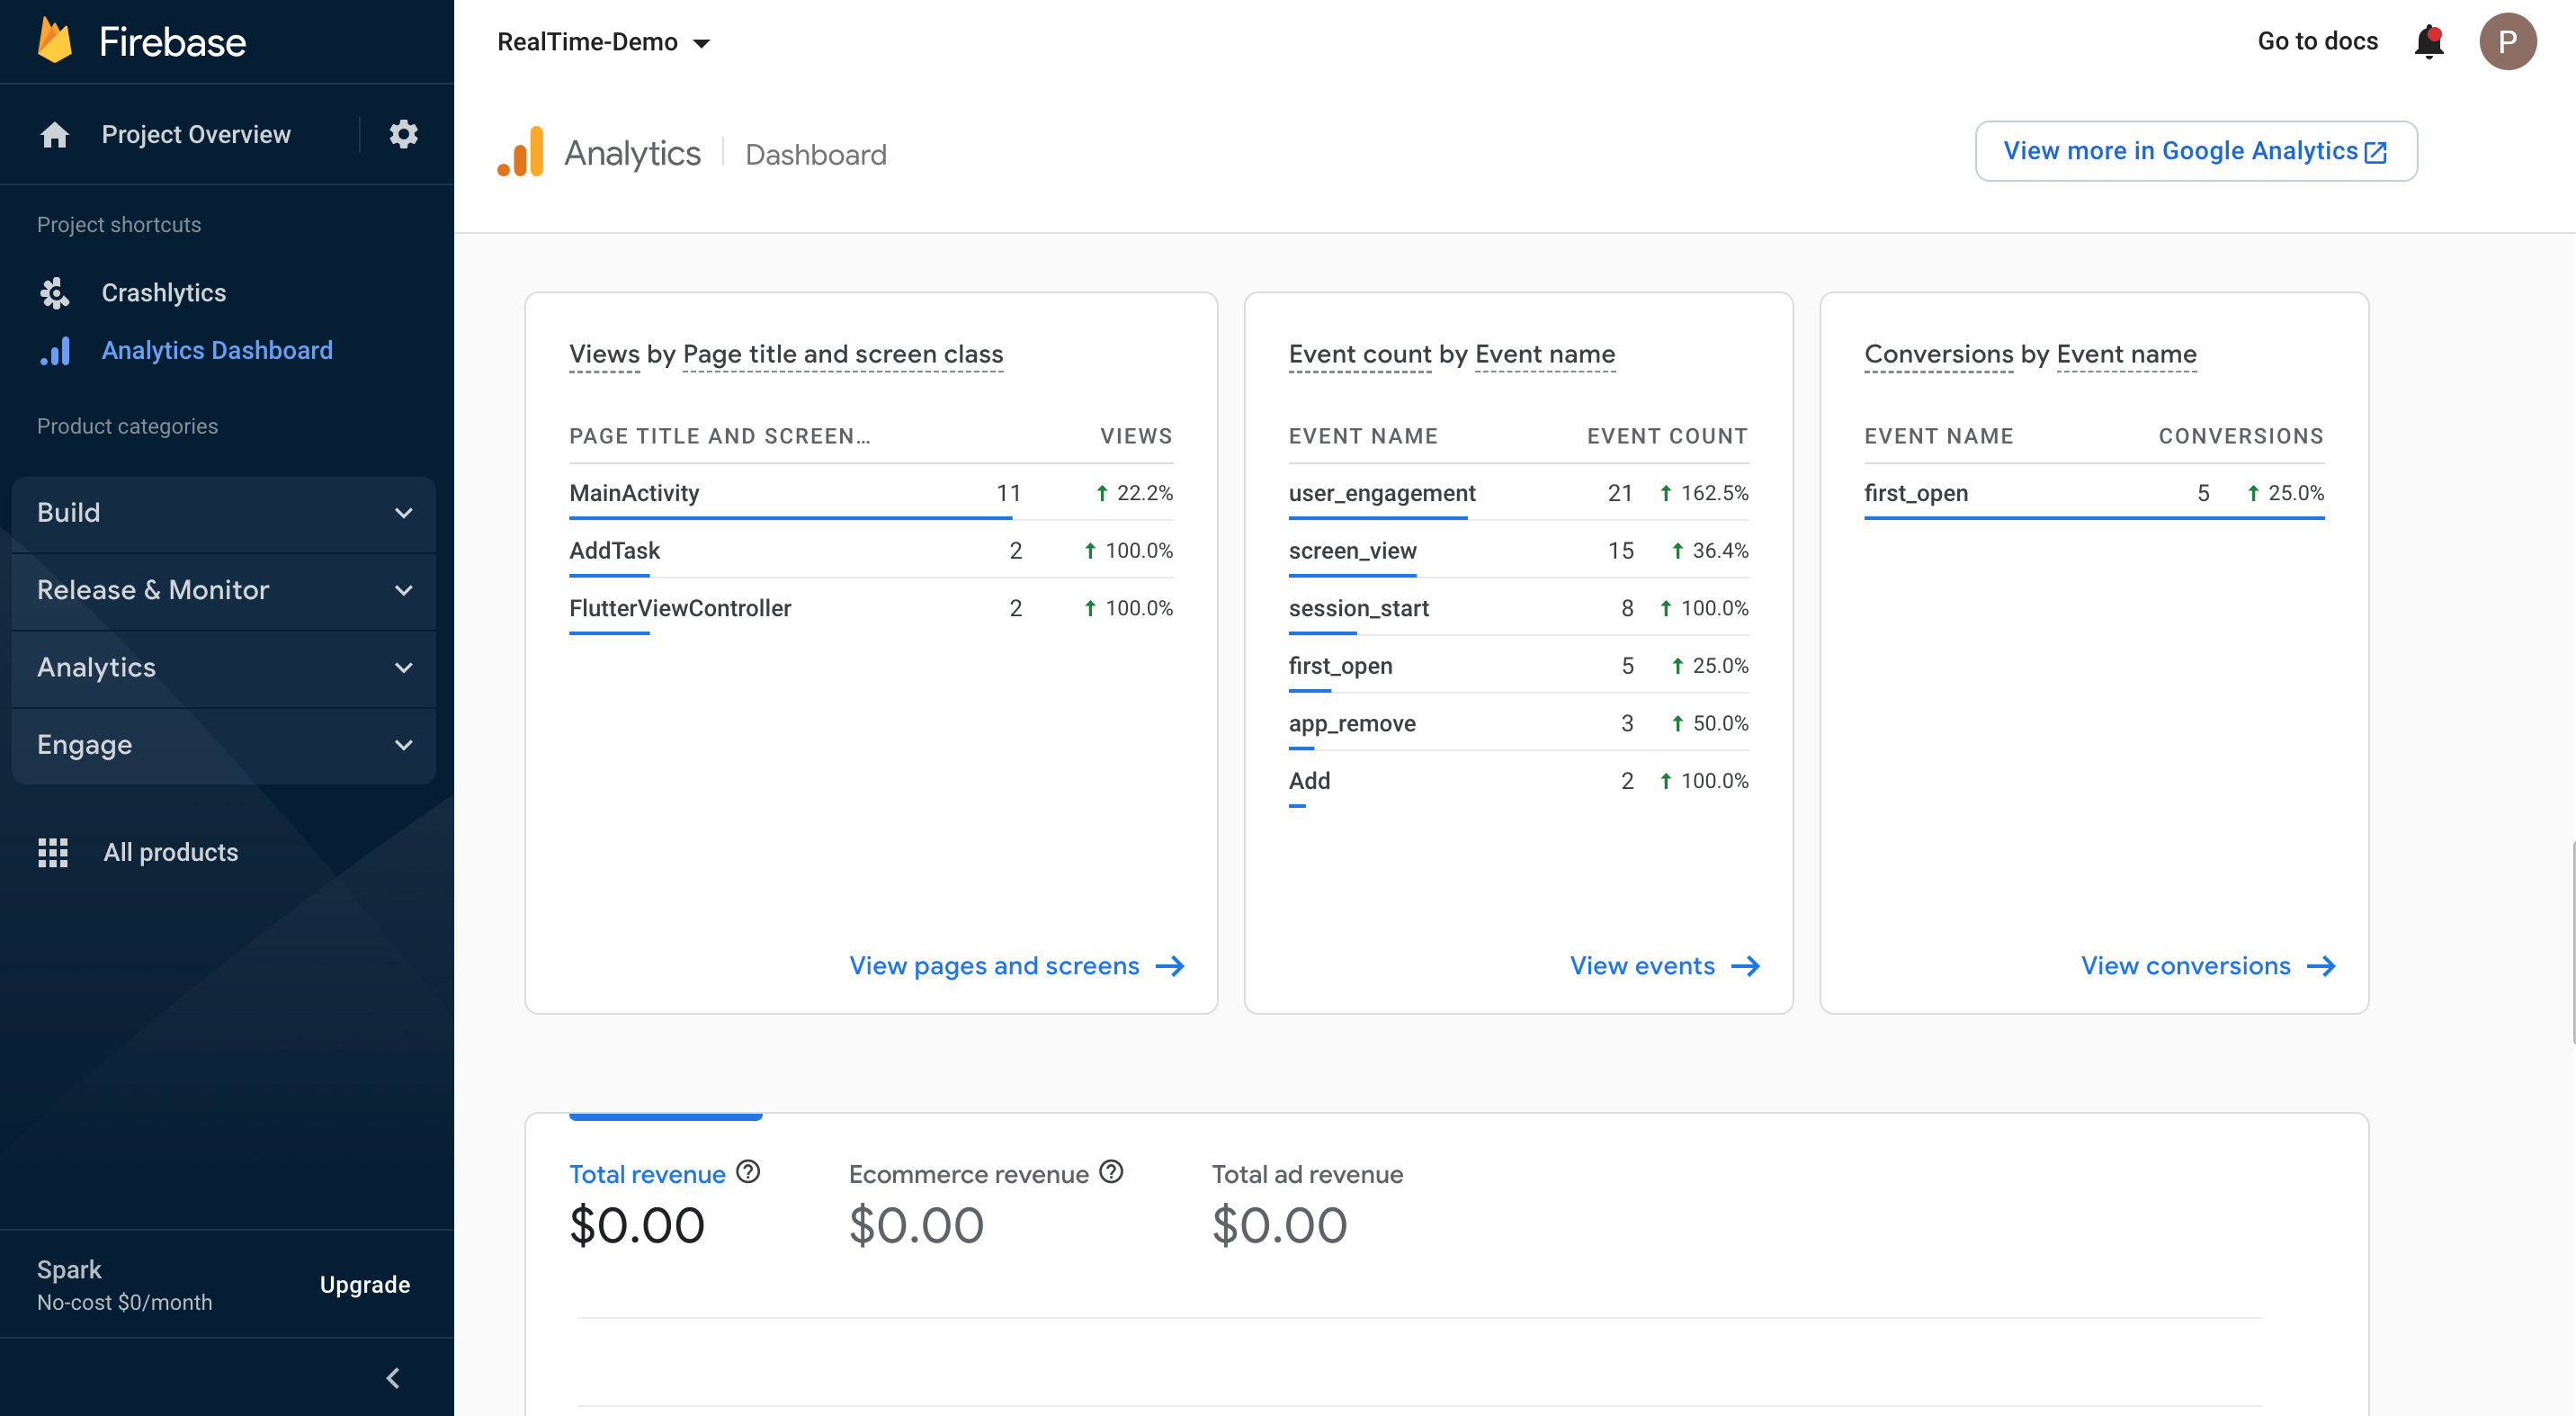 Firebase
Project Overview
Project shortcuts
Crashlytics
Analytics Dashboard
Product categories
Build
Release & Monitor
Analytics
Engage
All products
Spark
No-cost $0/month
Upgrade
RealTime-Demo
Go to docs
P
Analytics Dashboard
View more in Google Analytics
Views by Page title and screen class
PAGE TITLE AND SCREEN… VIEWS
MainActivity 11 22.2%
AddTask 2 100.0%
FlutterViewController 2 100.0%
View pages and screens
Event count by Event name
EVENT NAME EVENT COUNT
user_engagement 21 162.5%
screen_view 15 36.4%
session_start 8 100.0%
first_open 5 25.0%
app_remove 3 50.0%
Add 2 100.0%
View events
Conversions by Event name
EVENT NAME CONVERSIONS
first_open 5 25.0%
View conversions
Total revenue
$0.00
Ecommerce revenue
$0.00
Total ad revenue
$0.00